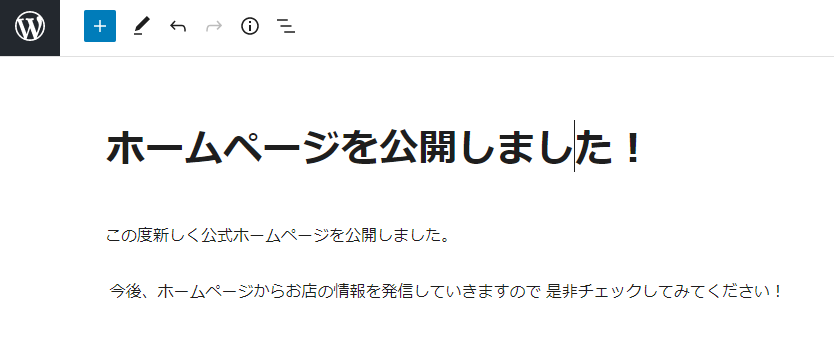 ホームページを公開しました！
この度新しく公式ホームページを公開しました。
今後、ホームページからお店の情報を発信していきますので 是非チェックしてみてください！